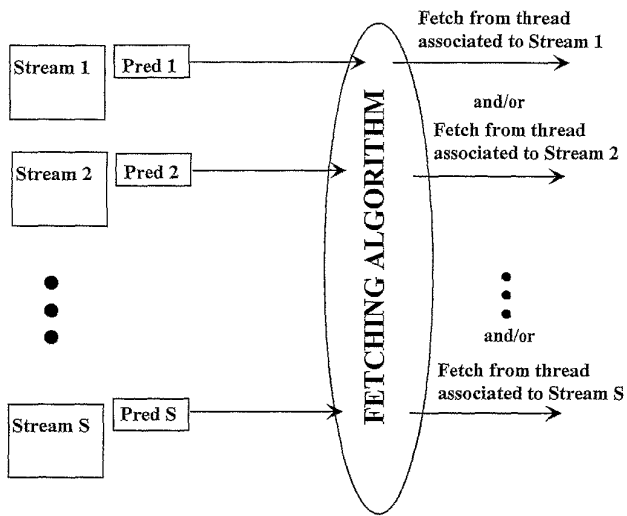 Fetch from thread
associated to Stream 1
Stream 1
Pred 1
and/or
Fetch from thread
associated to Stream 2
Stream 2
Pred 2
FETCHING ALGORITHM
and/or
Fetch from thread
associated to Stream S
Stream S
Pred S